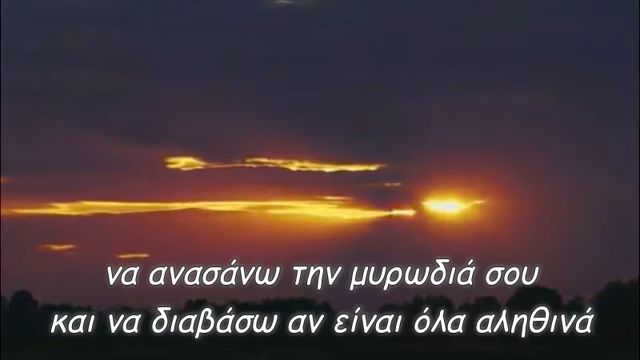 να ανασάνω την μυρωδιά σου
και να διαβάσω αν είναι όλα αληθινά